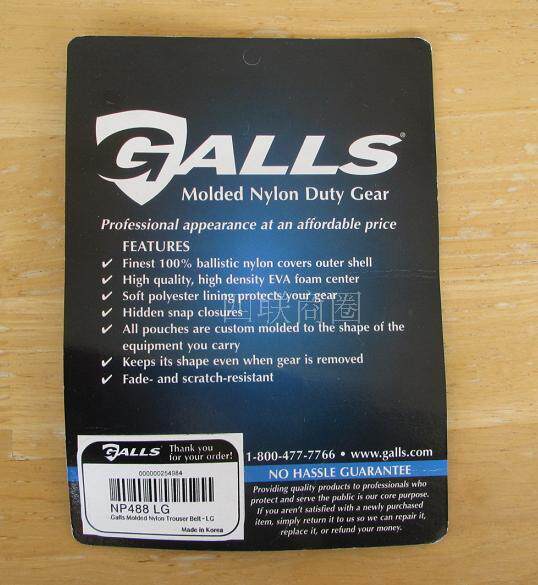 GALLS®
Molded Nylon Duty Gear
Professional appearance at an affordable price
FEATURES
✔ Finest 100% ballistic nylon covers outer shell
✔ High quality, high density EVA foam center
✔ Soft polyester lining protects your gear
✔ Hidden snap closures
四联商圈
✔ All pouches are custom molded to the shape of the
equipment you carry
✔ Keeps its shape even when gear is removed
✔ Fade- and scratch-resistant
GALLS Thank you
for your order!
000000254984
NP488 LG
Galls Molded Nylon Trouser Belt - LG
Made in Korea
1-800-477-7766 • www.galls.com
NO HASSLE GUARANTEE
Providing quality products to professionals who
protect and serve the public is our core purpose.
If you aren't satisfied with a newly purchased
item, simply return it to us so we can repair it,
replace it, or refund your money.